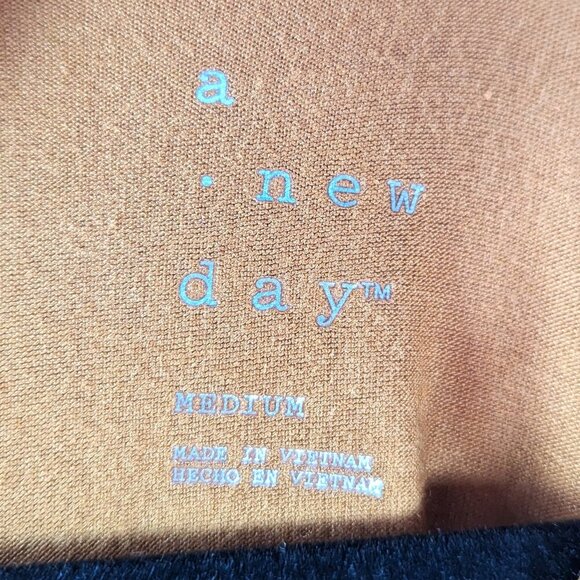 a
· new
day™
MEDIUM
MADE IN VIETNAM
HECHO EN VIETNAM